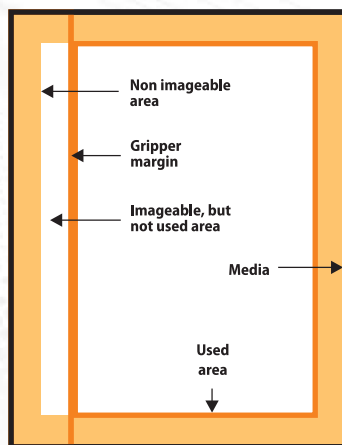 Non imageable
area
Gripper
margin
Imageable, but
not used area
Media
Used
area